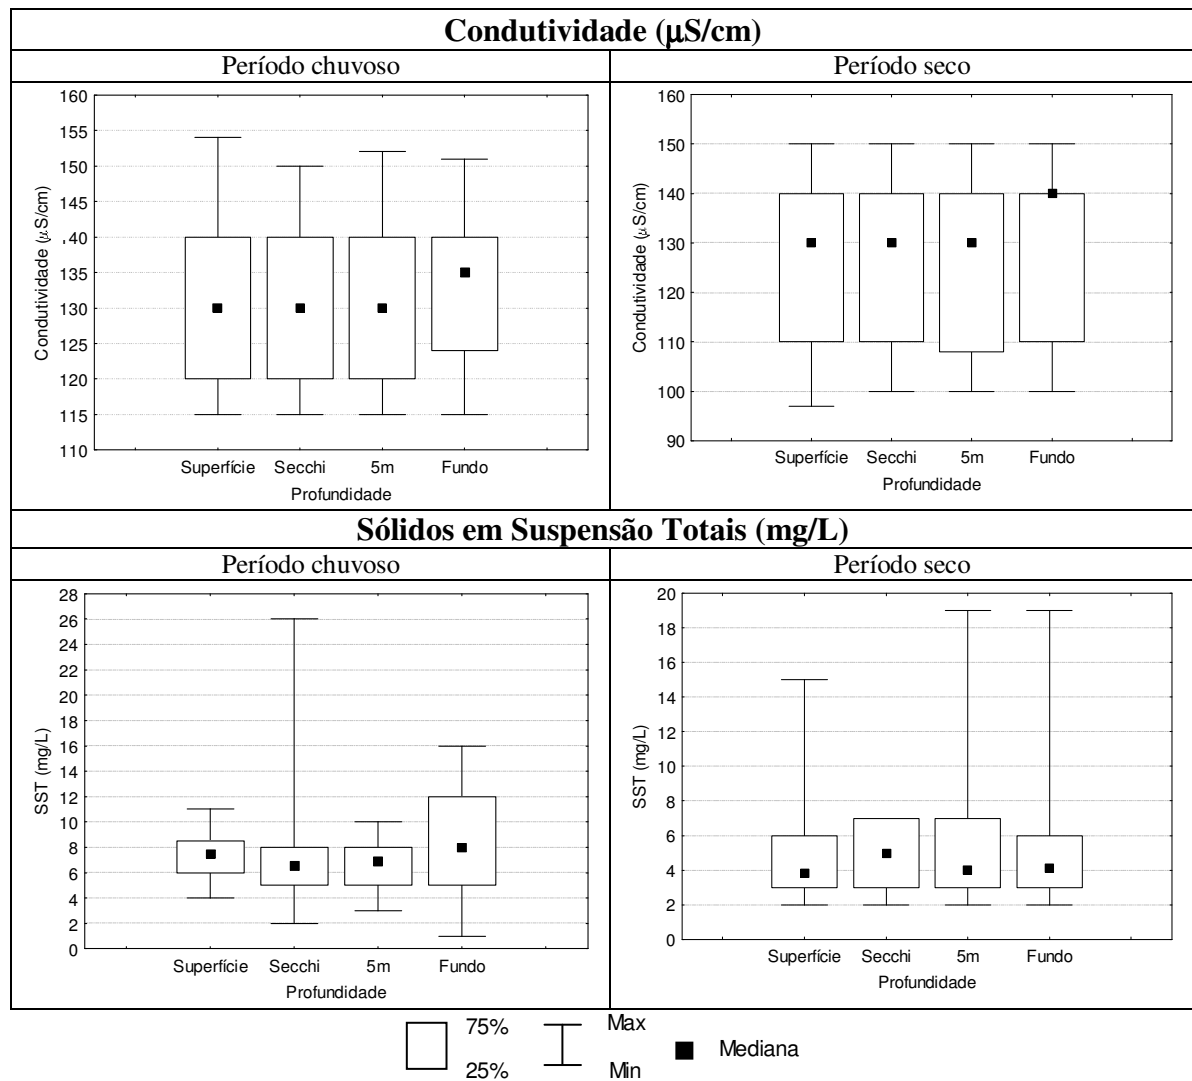 Condutividade (μS/cm)
Período chuvoso
Período seco
160
155
150
145
,40
135
130
125
120
115
110
Condutividade (μS/cm)
Superfície Secchi 5m Fundo
Profundidade
160
150
140
130
120
110
100
90
Condutividade (μS/cm)
Superfície Secchi 5m Fundo
Profundidade
Sólidos em Suspensão Totais (mg/L)
Período chuvoso
Período seco
28
26
24
22
20
18
16
14
12
10
8
6
4
2
0
SST (mg/L)
Superfície Secchi 5m Fundo
Profundidade
20
18
16
14
12
10
8
6
4
2
0
SST (mg/L)
Superfície Secchi 5m Fundo
Profundidade
75%
25%
Max
Min
Mediana